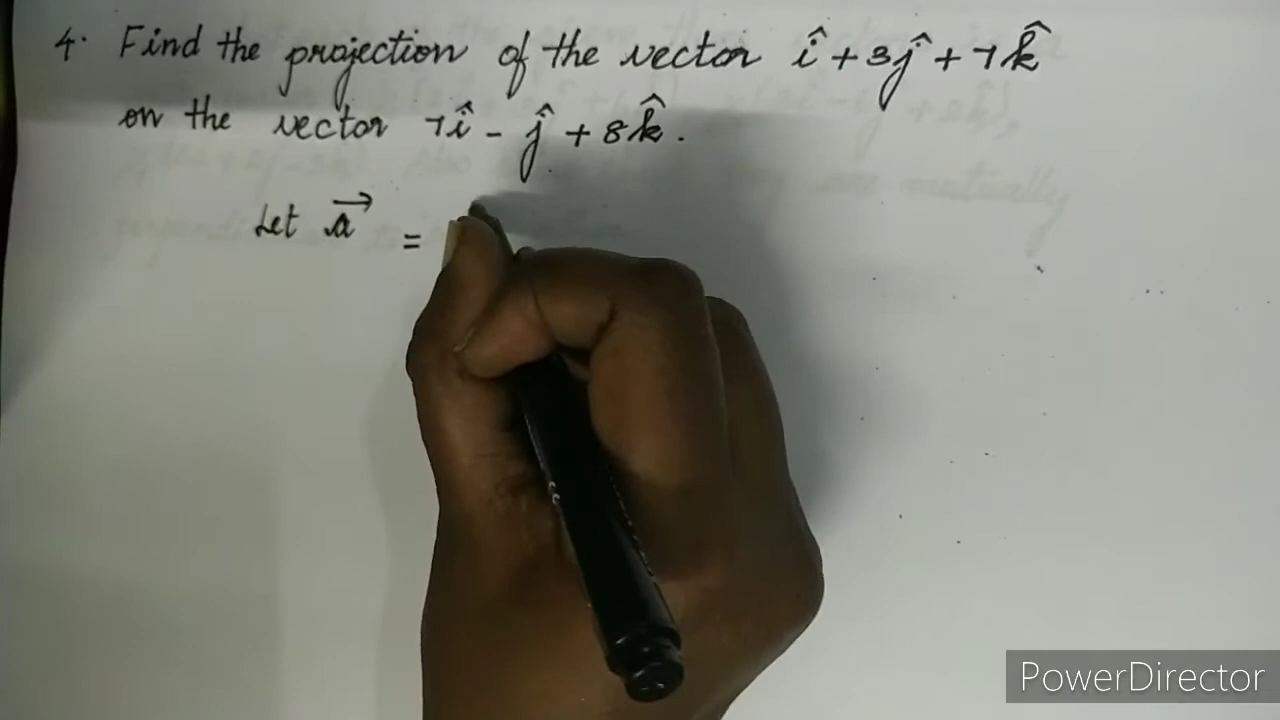 4. Find the projection of the vector î + 3ĵ + 7k̂
on the vector 7î - ĵ + 8k̂.
Let a⃗ =
PowerDirector